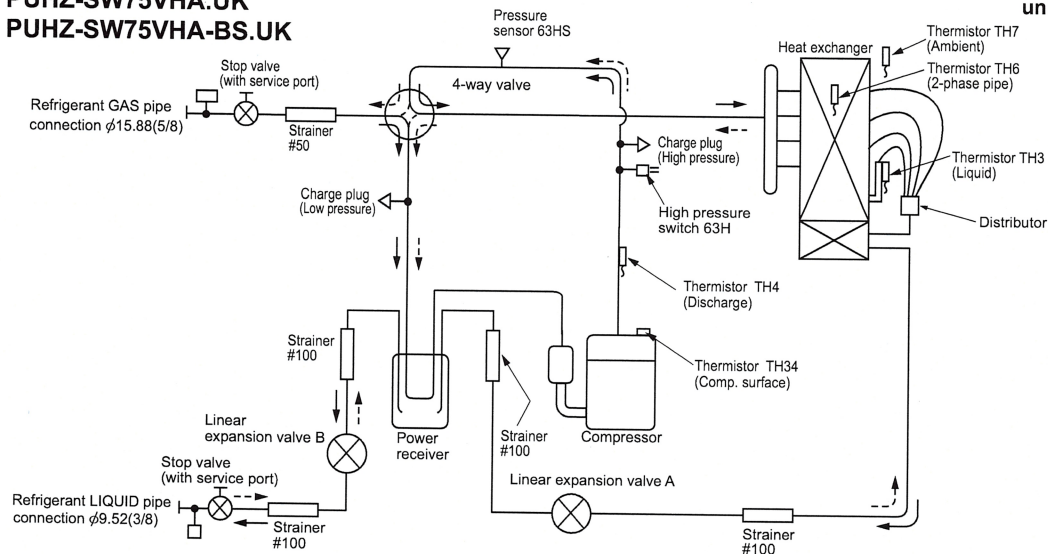 PUHZ-SW75VHA.UK
PUHZ-SW75VHA-BS.UK
un
Pressure
sensor 63HS
Stop valve
(with service port)
4-way valve
Heat exchanger
Thermistor TH7
(Ambient)
Thermistor TH6
(2-phase pipe)
Refrigerant GAS pipe
connection ϕ15.88(5/8)
Strainer
#50
Charge plug
(High pressure)
Thermistor TH3
(Liquid)
Charge plug
(Low pressure)
High pressure
switch 63H
Distributor
Thermistor TH4
(Discharge)
Strainer
#100
Thermistor TH34
(Comp. surface)
Linear
expansion valve B
Power
receiver
Strainer
#100
Compressor
Stop valve
(with service port)
Linear expansion valve A
Refrigerant LIQUID pipe
connection ϕ9.52(3/8)
Strainer
#100
Strainer
#100